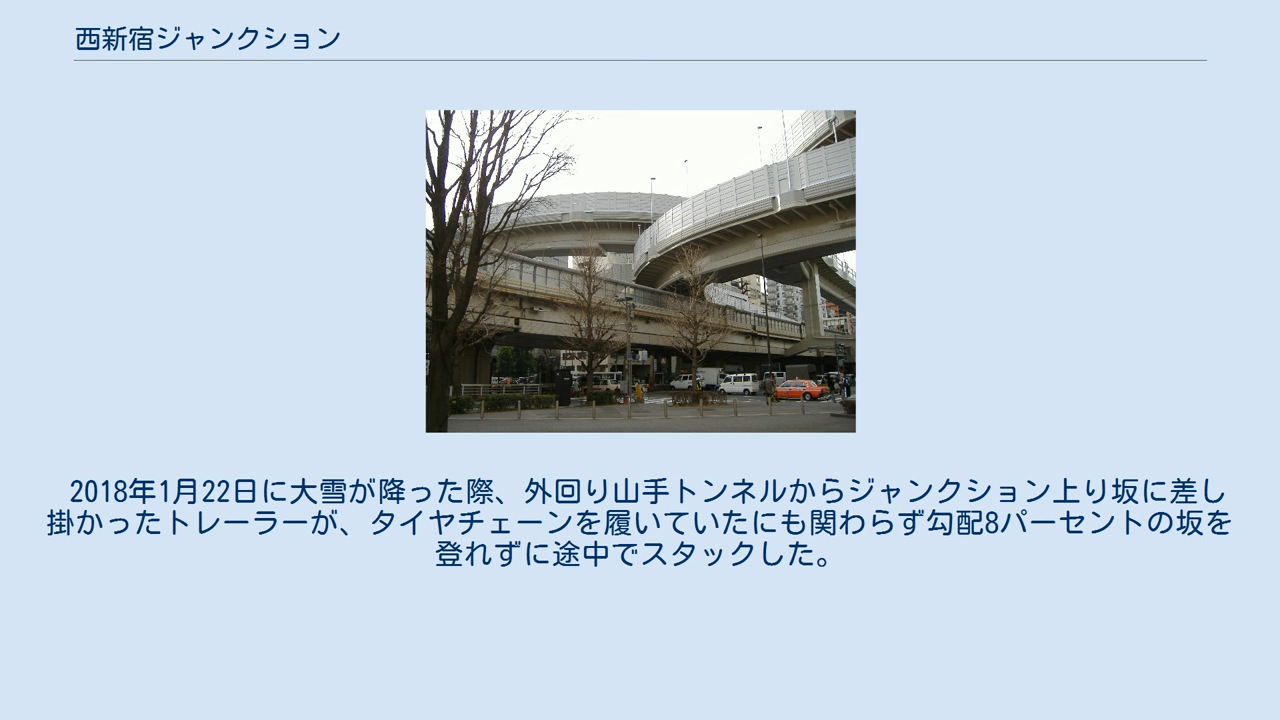 西新宿ジャンクション
2018年1月22日に大雪が降った際、外回り山手トンネルからジャンクション上り坂に差し
掛かったトレーラーが、タイヤチェーンを履いていたにも関わらず勾配8パーセントの坂を
登れずに途中でスタックした。